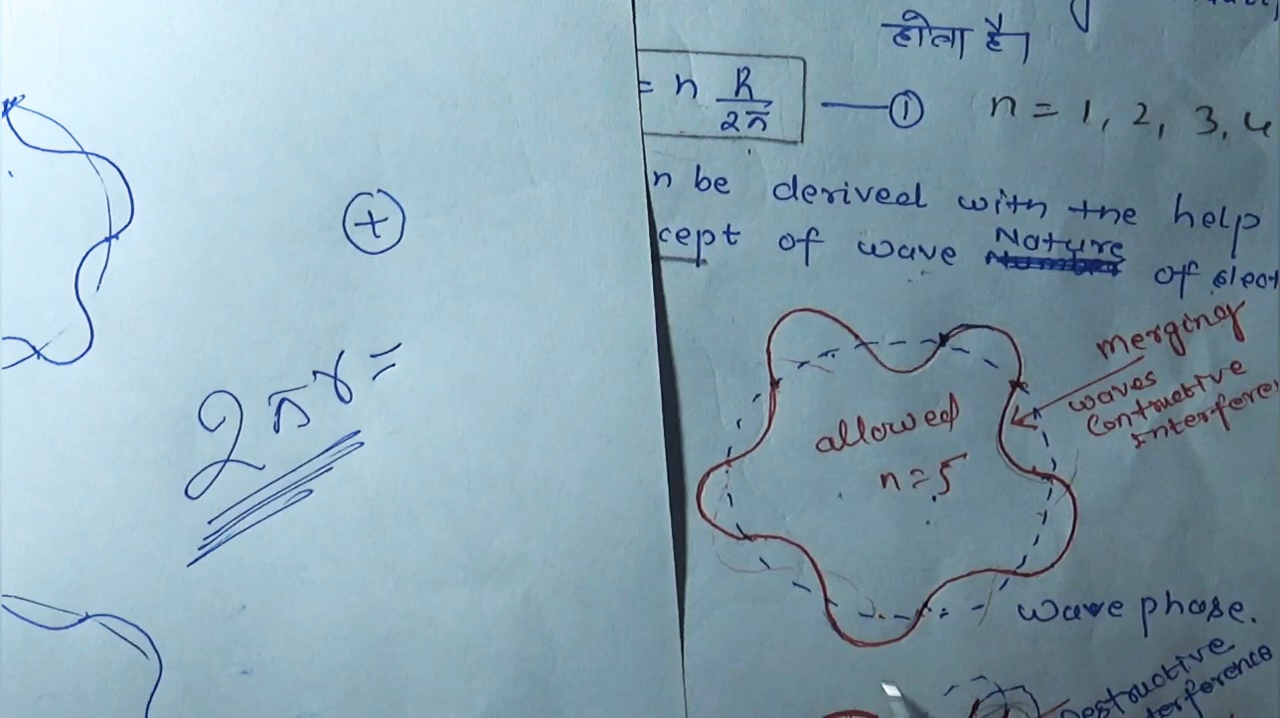 होता है।
= n h/2π —— ① n = 1, 2, 3, 4
n be derived with the help
cept of wave Nature of elect
merging
waves
Contructive
Interfere
allowed
n = 5
2πr =
wave phase.
Destructive
terference